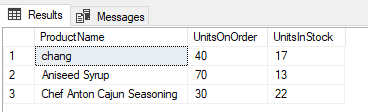 Results Messages
ProductName UnitsOnOrder UnitsInStock
1 chang 40 17
2 Aniseed Syrup 70 13
3 Chef Anton Cajun Seasoning 30 22